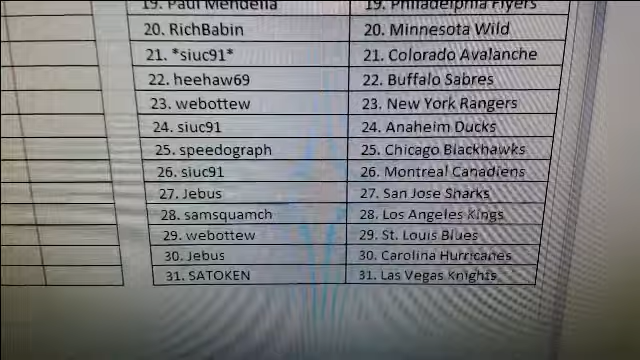 19. Paul Mendella 19. Philadelphia Flyers
20. RichBabin 20. Minnesota Wild
21. *siuc91* 21. Colorado Avalanche
22. heehaw69 22. Buffalo Sabres
23. webottew 23. New York Rangers
24. siuc91 24. Anaheim Ducks
25. speedograph 25. Chicago Blackhawks
26. siuc91 26. Montreal Canadiens
27. Jebus 27. San Jose Sharks
28. samsquamch 28. Los Angeles Kings
29. webottew 29. St. Louis Blues
30. Jebus 30. Carolina Hurricanes
31. SATOKEN 31. Las Vegas Knights